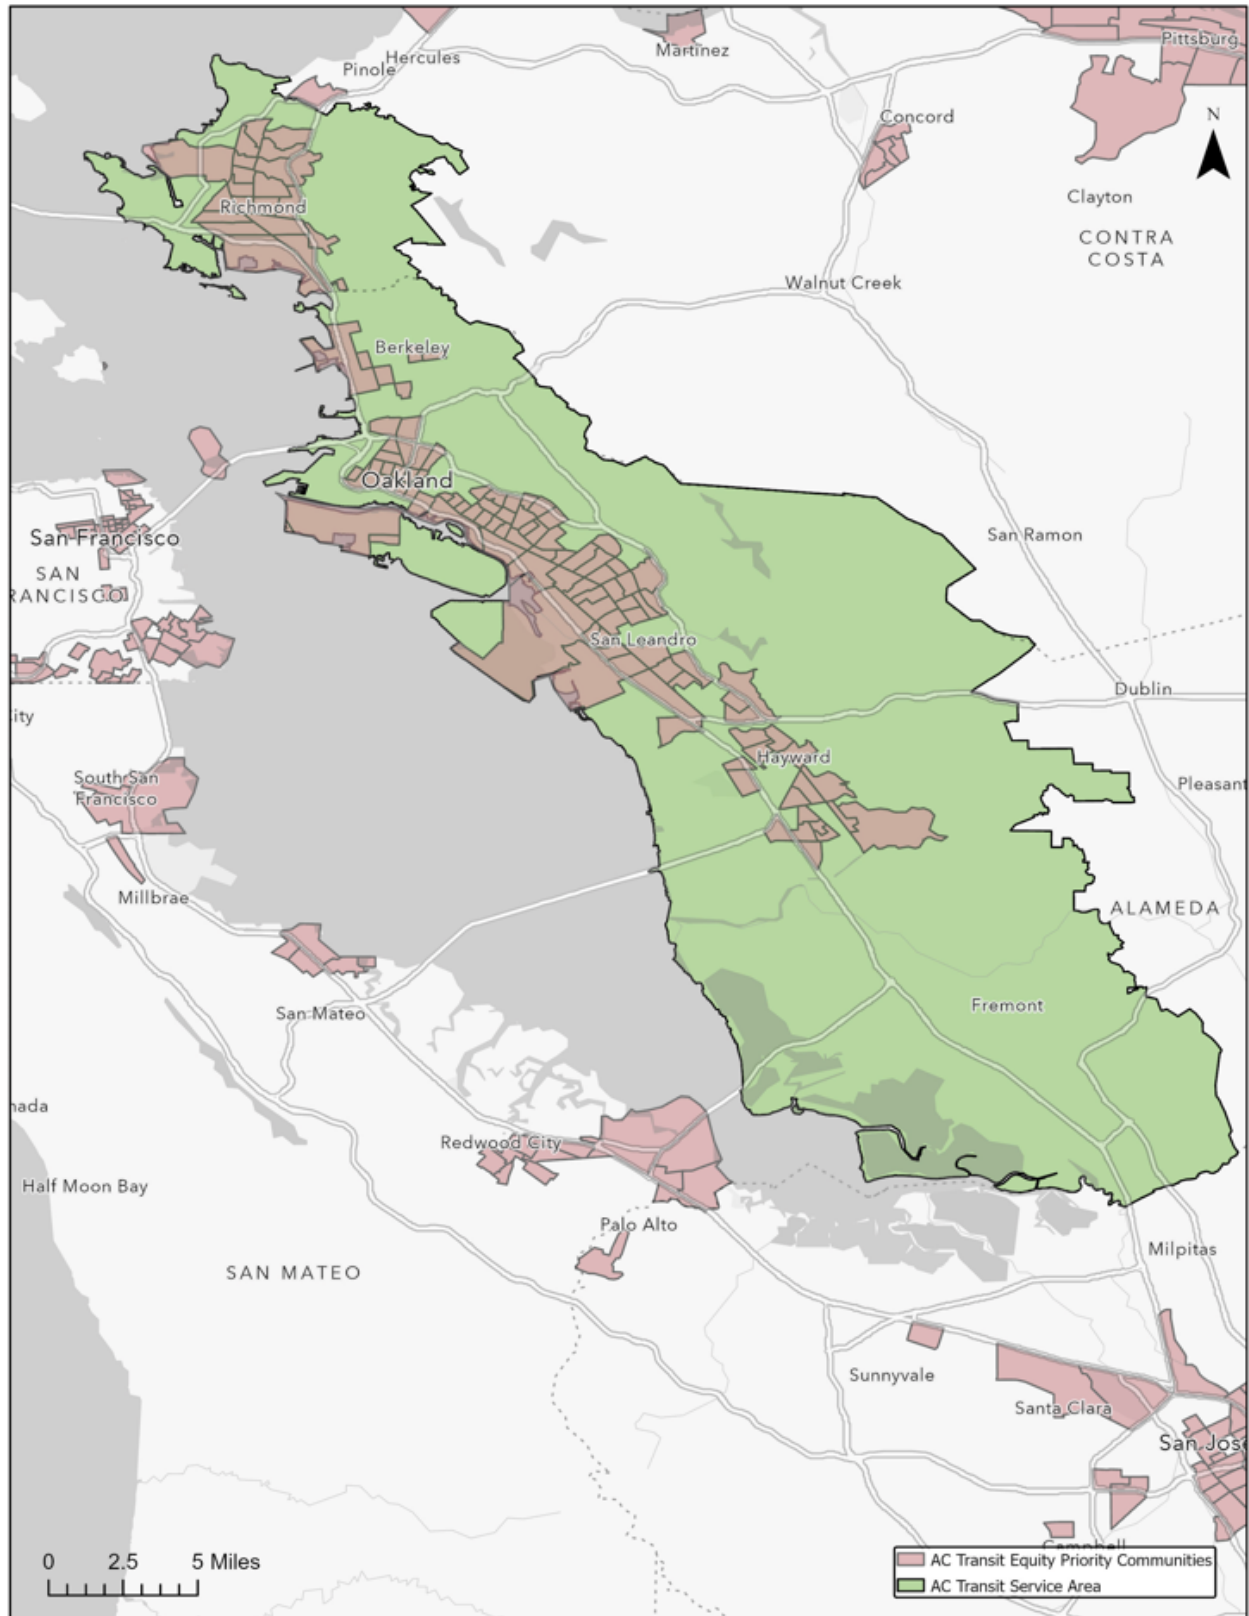 Pittsburg
Martinez
Hercules
Pinole
N
Concord
Clayton
CONTRA
COSTA
Richmond
Walnut Creek
Berkeley
Oakland
San Francisco
San Ramon
SAN
RANCISCO
San Leandro
Dublin
ity
Hayward
South San
Francisco
Pleasant
Millbrae
ALAMEDA
Fremont
San Mateo
nada
Redwood City
Half Moon Bay
Palo Alto
Milpitas
SAN MATEO
Sunnyvale
Santa Clara
San Jose
Campbell
0 2.5 5 Miles
AC Transit Equity Priority Communities
AC Transit Service Area